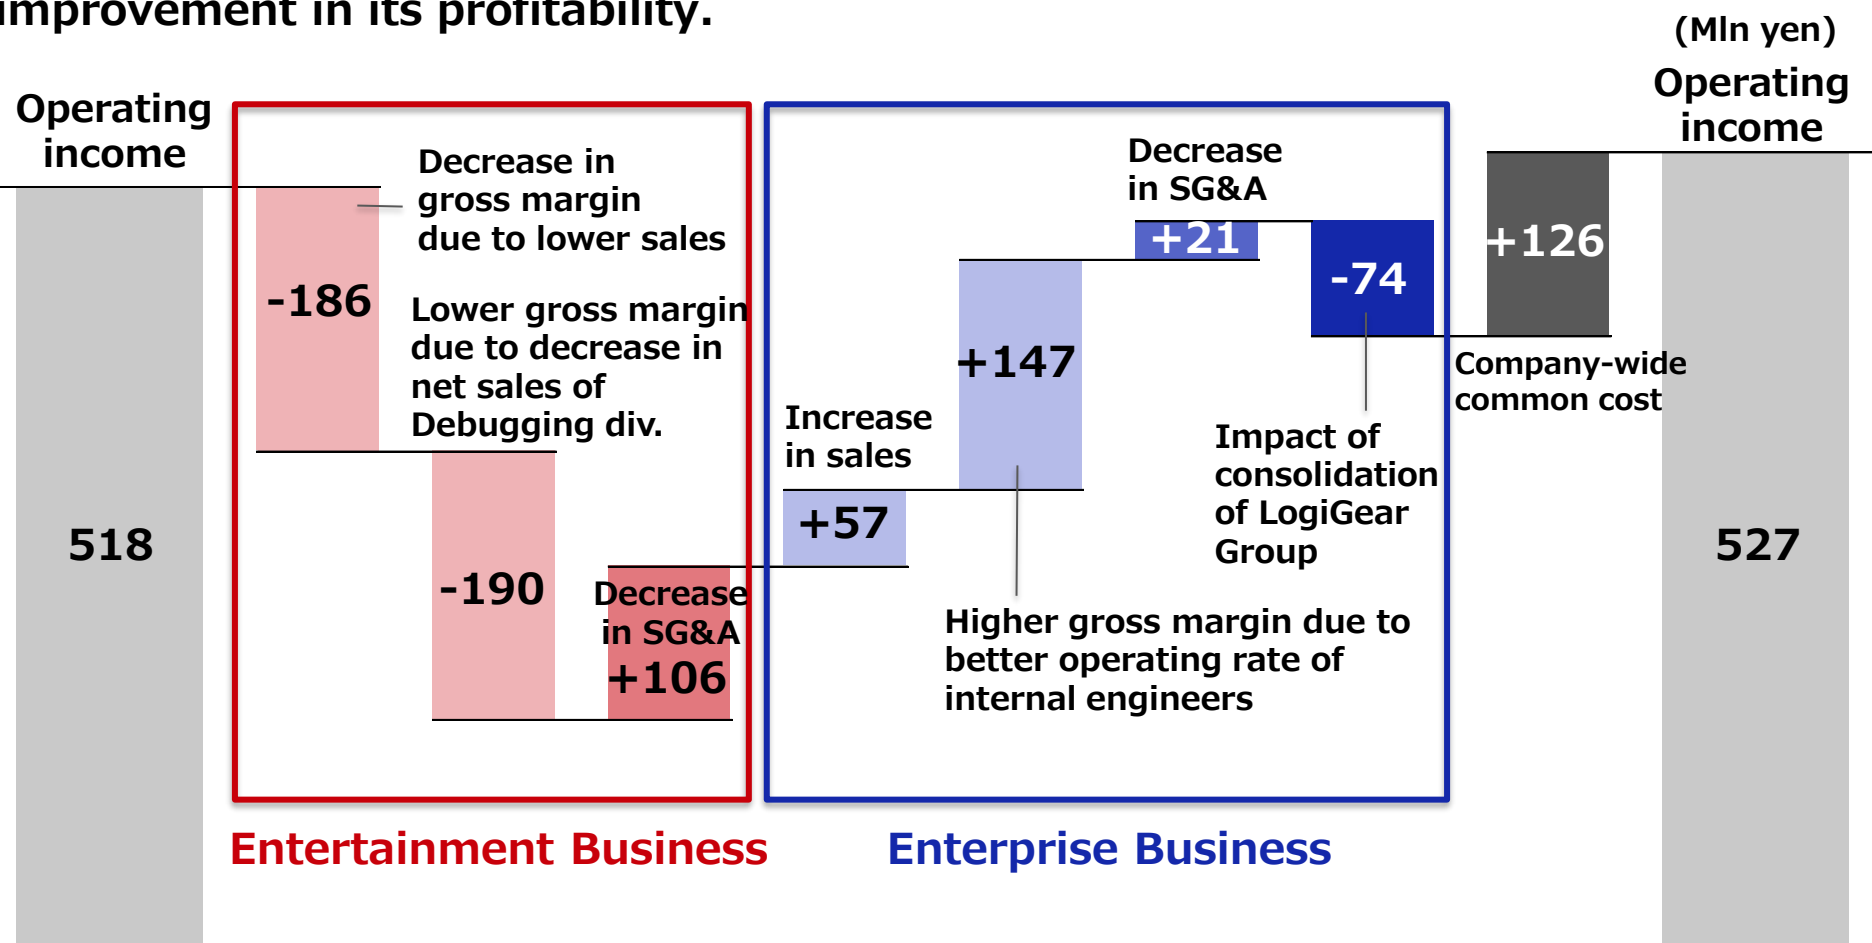 improvement in its profitability.
(Mln yen)
Operating
income
518
-186
Decrease in
gross margin
due to lower sales
Lower gross margin
due to decrease in
net sales of
Debugging div.
-190
Decrease
in SG&A
+106
Entertainment Business
Increase
in sales
+57
+147
Higher gross margin due to
better operating rate of
internal engineers
Decrease
in SG&A
+21
-74
Impact of
consolidation
of LogiGear
Group
Enterprise Business
+126
Company-wide
common cost
Operating
income
527